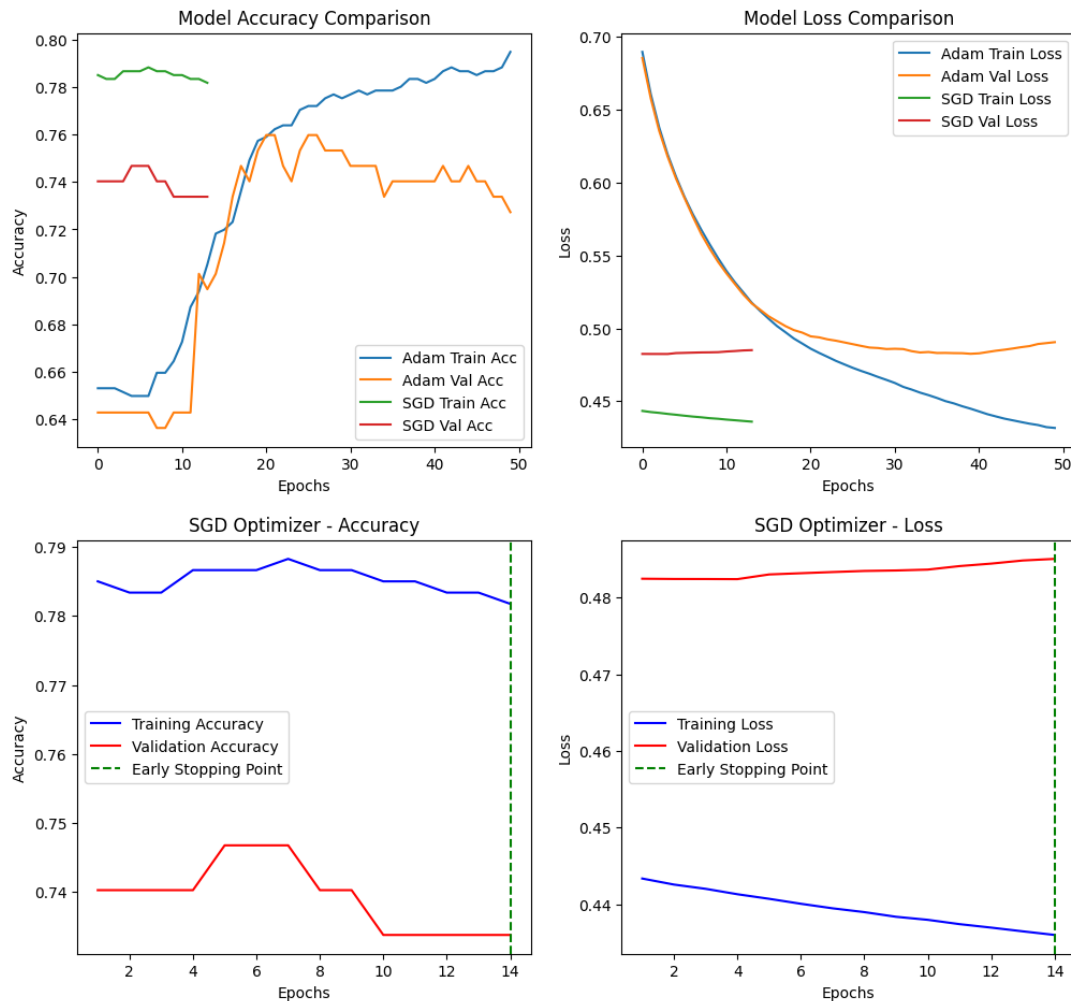 Model Accuracy Comparison
0.80
0.78
0.76
0.74
0.72
0.70
0.68
0.66
0.64
Accuracy
Adam Train Acc
Adam Val Acc
SGD Train Acc
SGD Val Acc
0 10 20 30 40 50
Epochs
Model Loss Comparison
0.70
0.65
0.60
0.55
0.50
0.45
Loss
Adam Train Loss
Adam Val Loss
SGD Train Loss
SGD Val Loss
0 10 20 30 40 50
Epochs
SGD Optimizer - Accuracy
0.79
0.78
0.77
0.76
0.75
0.74
Accuracy
Training Accuracy
Validation Accuracy
Early Stopping Point
2 4 6 8 10 12 14
Epochs
SGD Optimizer - Loss
0.48
0.47
0.46
0.45
0.44
Loss
Training Loss
Validation Loss
Early Stopping Point
2 4 6 8 10 12 14
Epochs